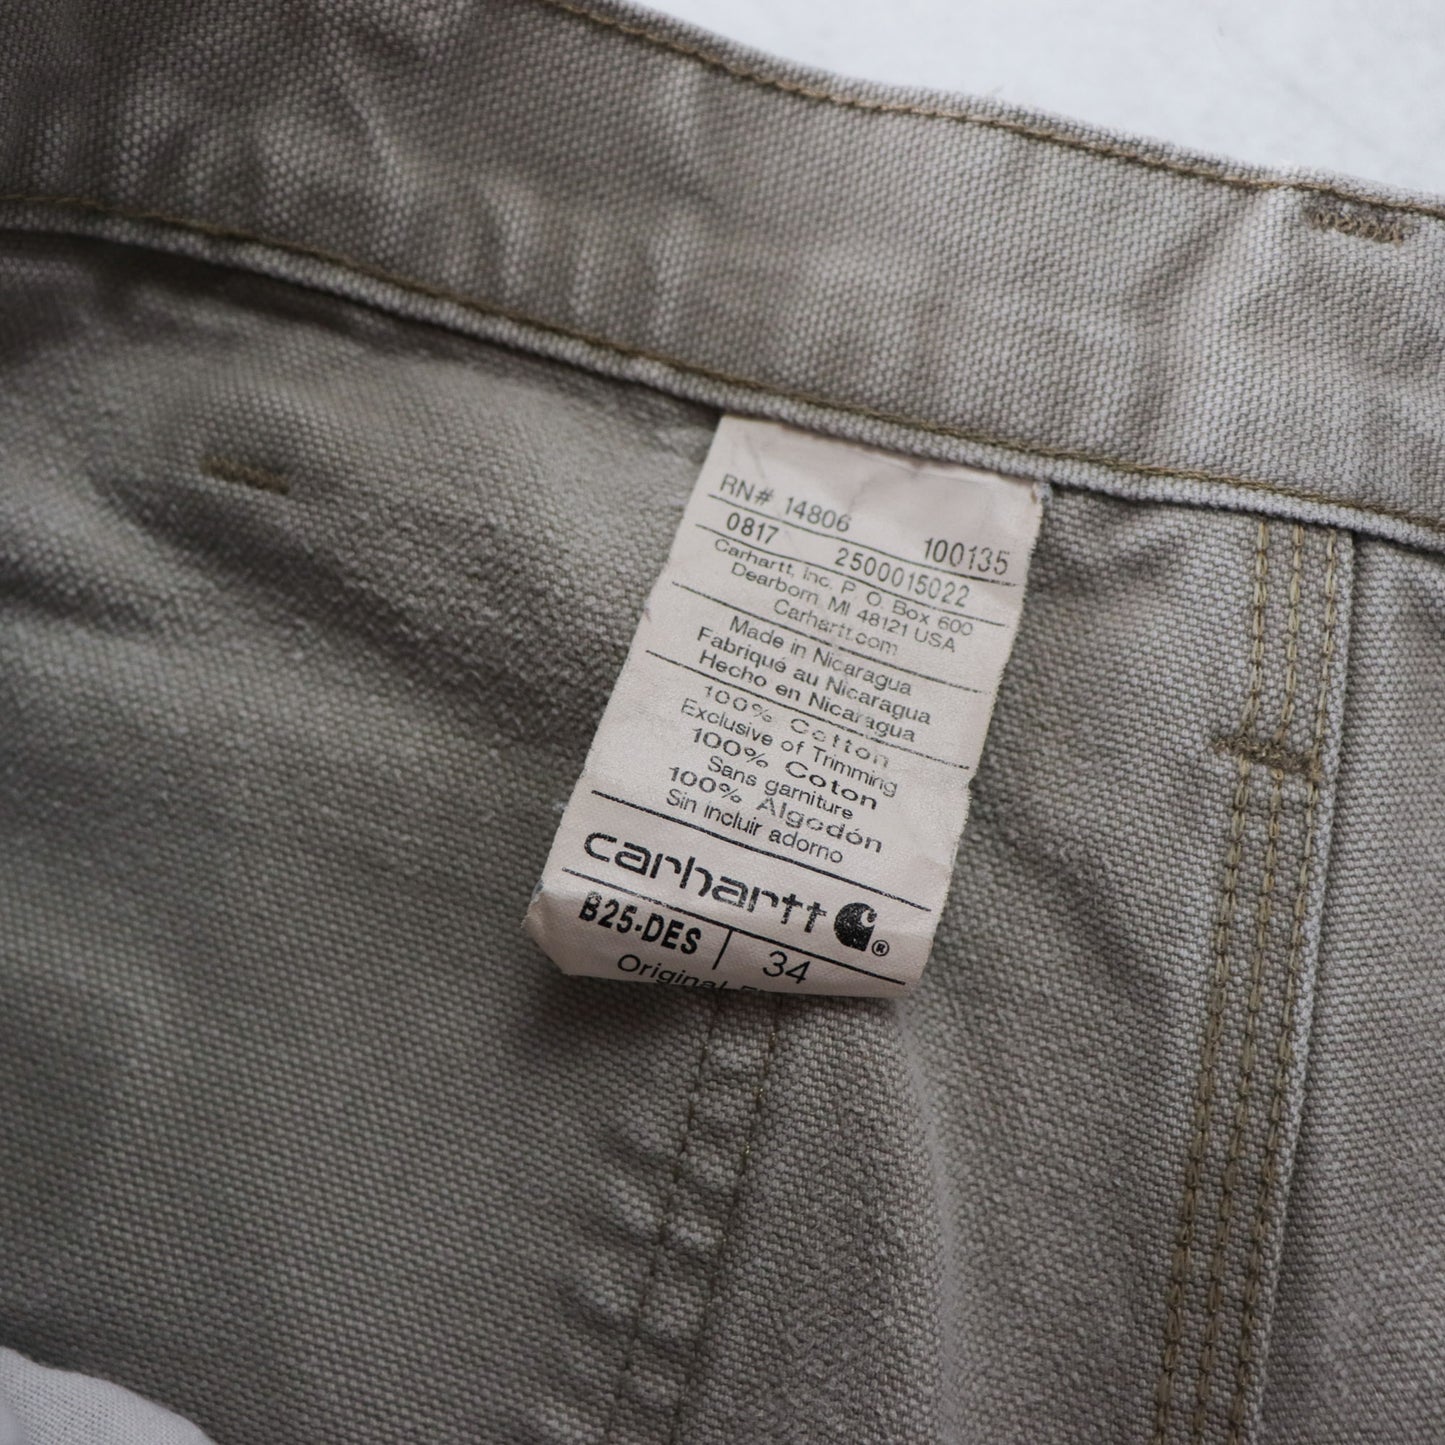 RN# 14806 100135
0817 2500015022
Carhartt, Inc. P. O. Box 600
Dearborn, MI 48121 USA
Carhartt.com
Made in Nicaragua
Fabriqué au Nicaragua
Hecho en Nicaragua
100% Cotton
Exclusive of Trimming
100% Coton
Sans garniture
100% Algodón
Sin incluir adorno
carhartt ®
B25-DES | 34
Original